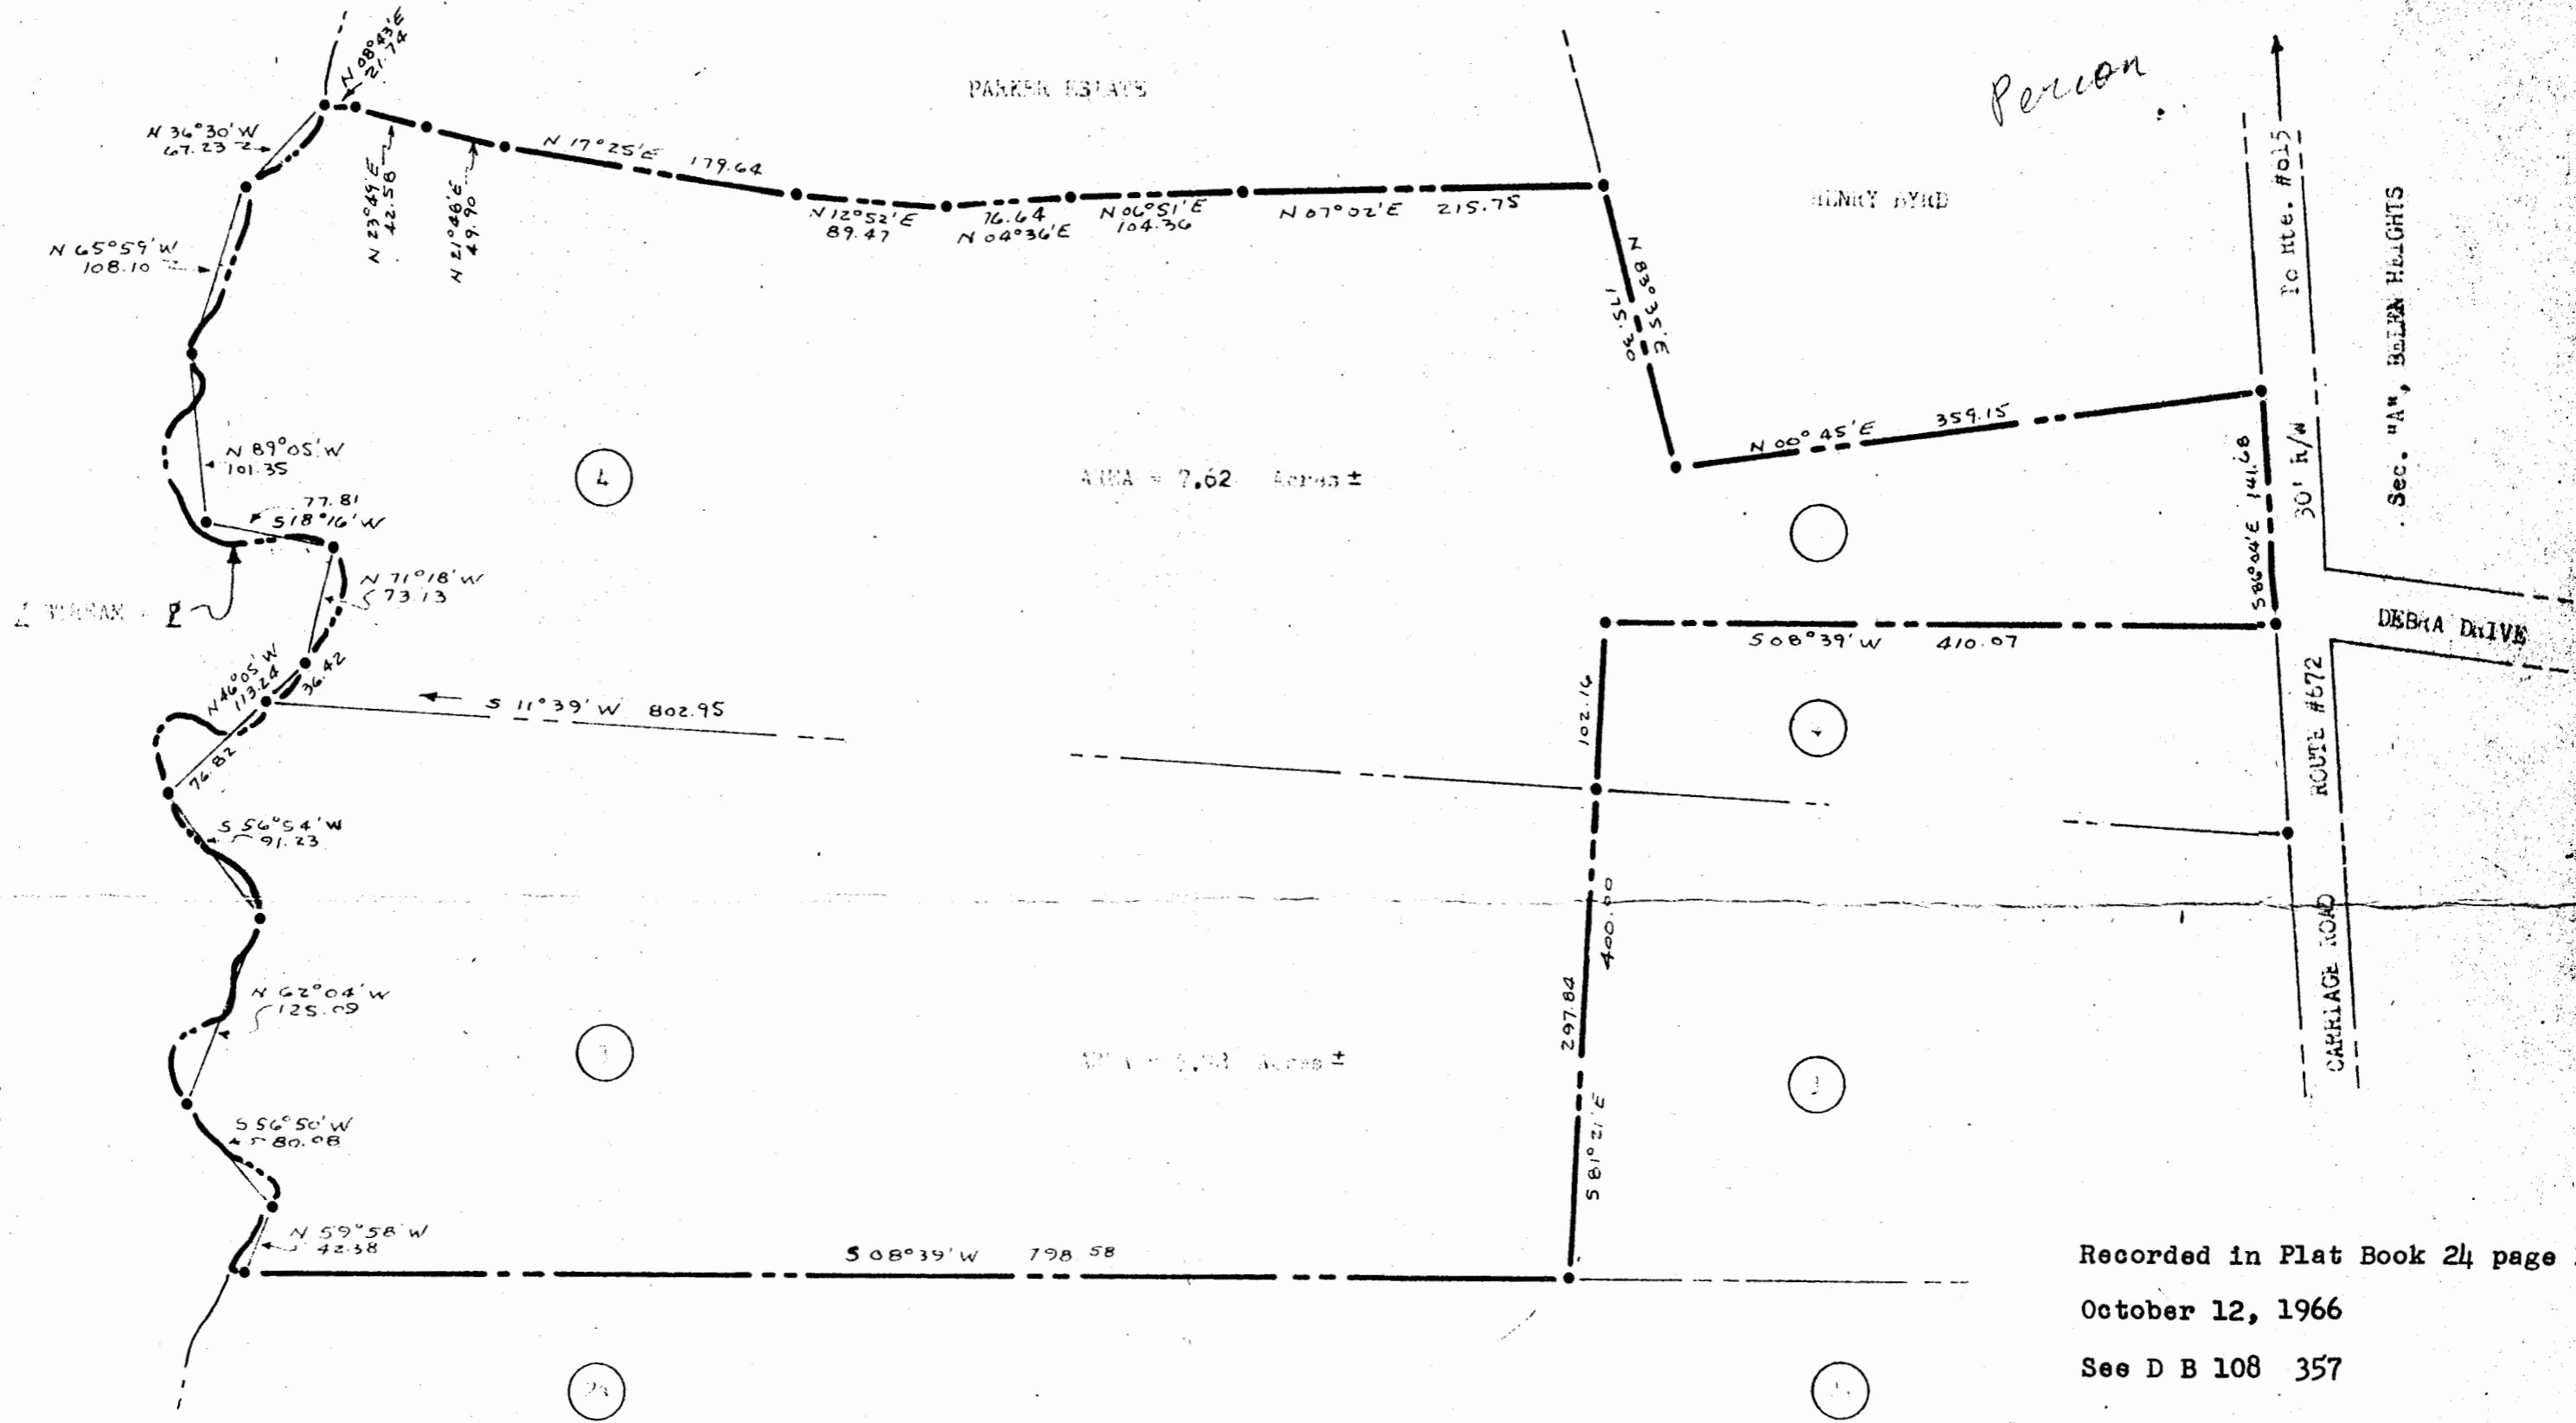 N 08°43'E
21.74
PARKER ESTATE
N 36°30'W
67.23
N 23°49'E
42.58
N 21°48'E
49.90
N 17°25'E 179.64
N 12°52'E
89.47
76.64
N 04°36'E
N 06°51'E
104.36
N 07°02'E 215.75
HENRY BYRD
To Rte. #615
30' R/W
Sec. "A", BELEN HEIGHTS
N 65°59'W
108.10
N 83°35'E
175.30
N 00°45'E 359.15
S 86°04'E 141.68
N 89°05'W
101.35
4
AREA = 7.62 Acres ±
77.81
S 18°16'W
N 71°18'W
73.13
STREAM
S 08°39'W 410.07
DEBRA DRIVE
N 46°05'W
113.24
36.42
76.82
S 11°39'W 802.95
102.16
ROUTE #672
S 56°54'W
91.23
400.00
297.84
S 81°21'E
CARRIAGE ROAD
N 62°04'W
125.09
Acres ±
S 56°50'W
80.08
N 59°58'W
42.38
S 08°39'W 798.58
Recorded in Plat Book 24 page
October 12, 1966
See D B 108 357